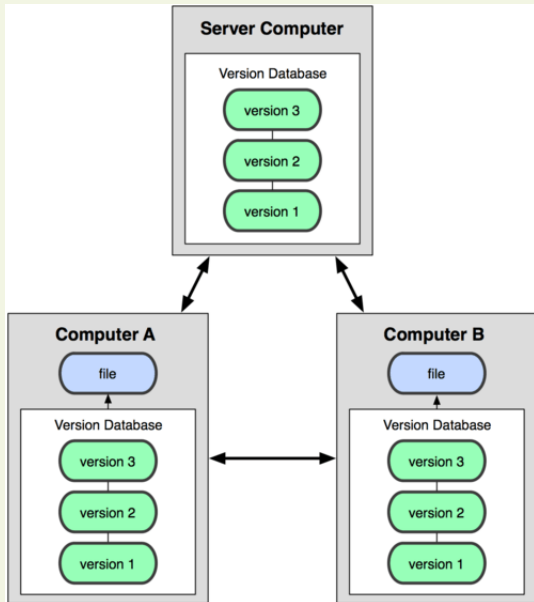 Server Computer
Version Database
version 3
version 2
version 1
Computer A
file
Version Database
version 3
version 2
version 1
Computer B
file
Version Database
version 3
version 2
version 1